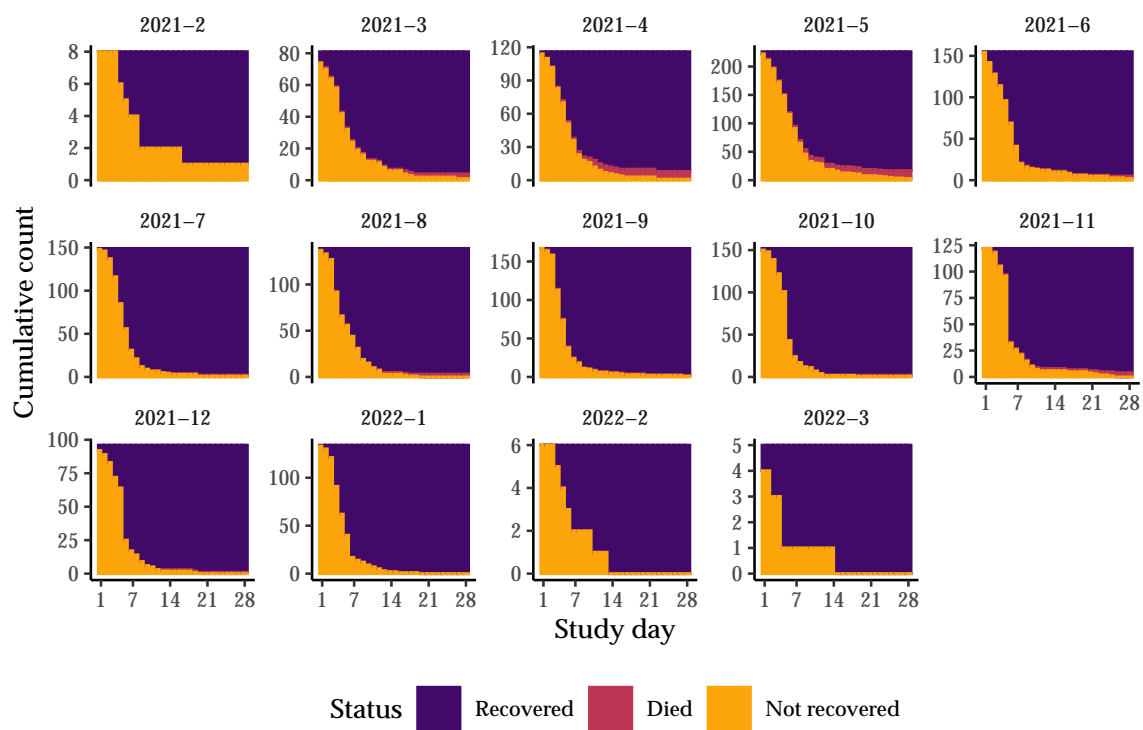 2021–2 2021–3 2021–4 2021–5 2021–6
8 6 4 2 0
80 60 40 20 0
120 90 60 30 0
200 150 100 50 0
150 100 50 0
2021–7 2021–8 2021–9 2021–10 2021–11
150 100 50 0
100 50 0
150 100 50 0
150 100 50 0
125 100 75 50 25 0
1 7 14 21 28
Cumulative count
2021–12 2022–1 2022–2 2022–3
100 75 50 25 0
100 50 0
6 4 2 0
5 4 3 2 1 0
1 7 14 21 28 1 7 14 21 28 1 7 14 21 28 1 7 14 21 28
Study day
Status Recovered Died Not recovered